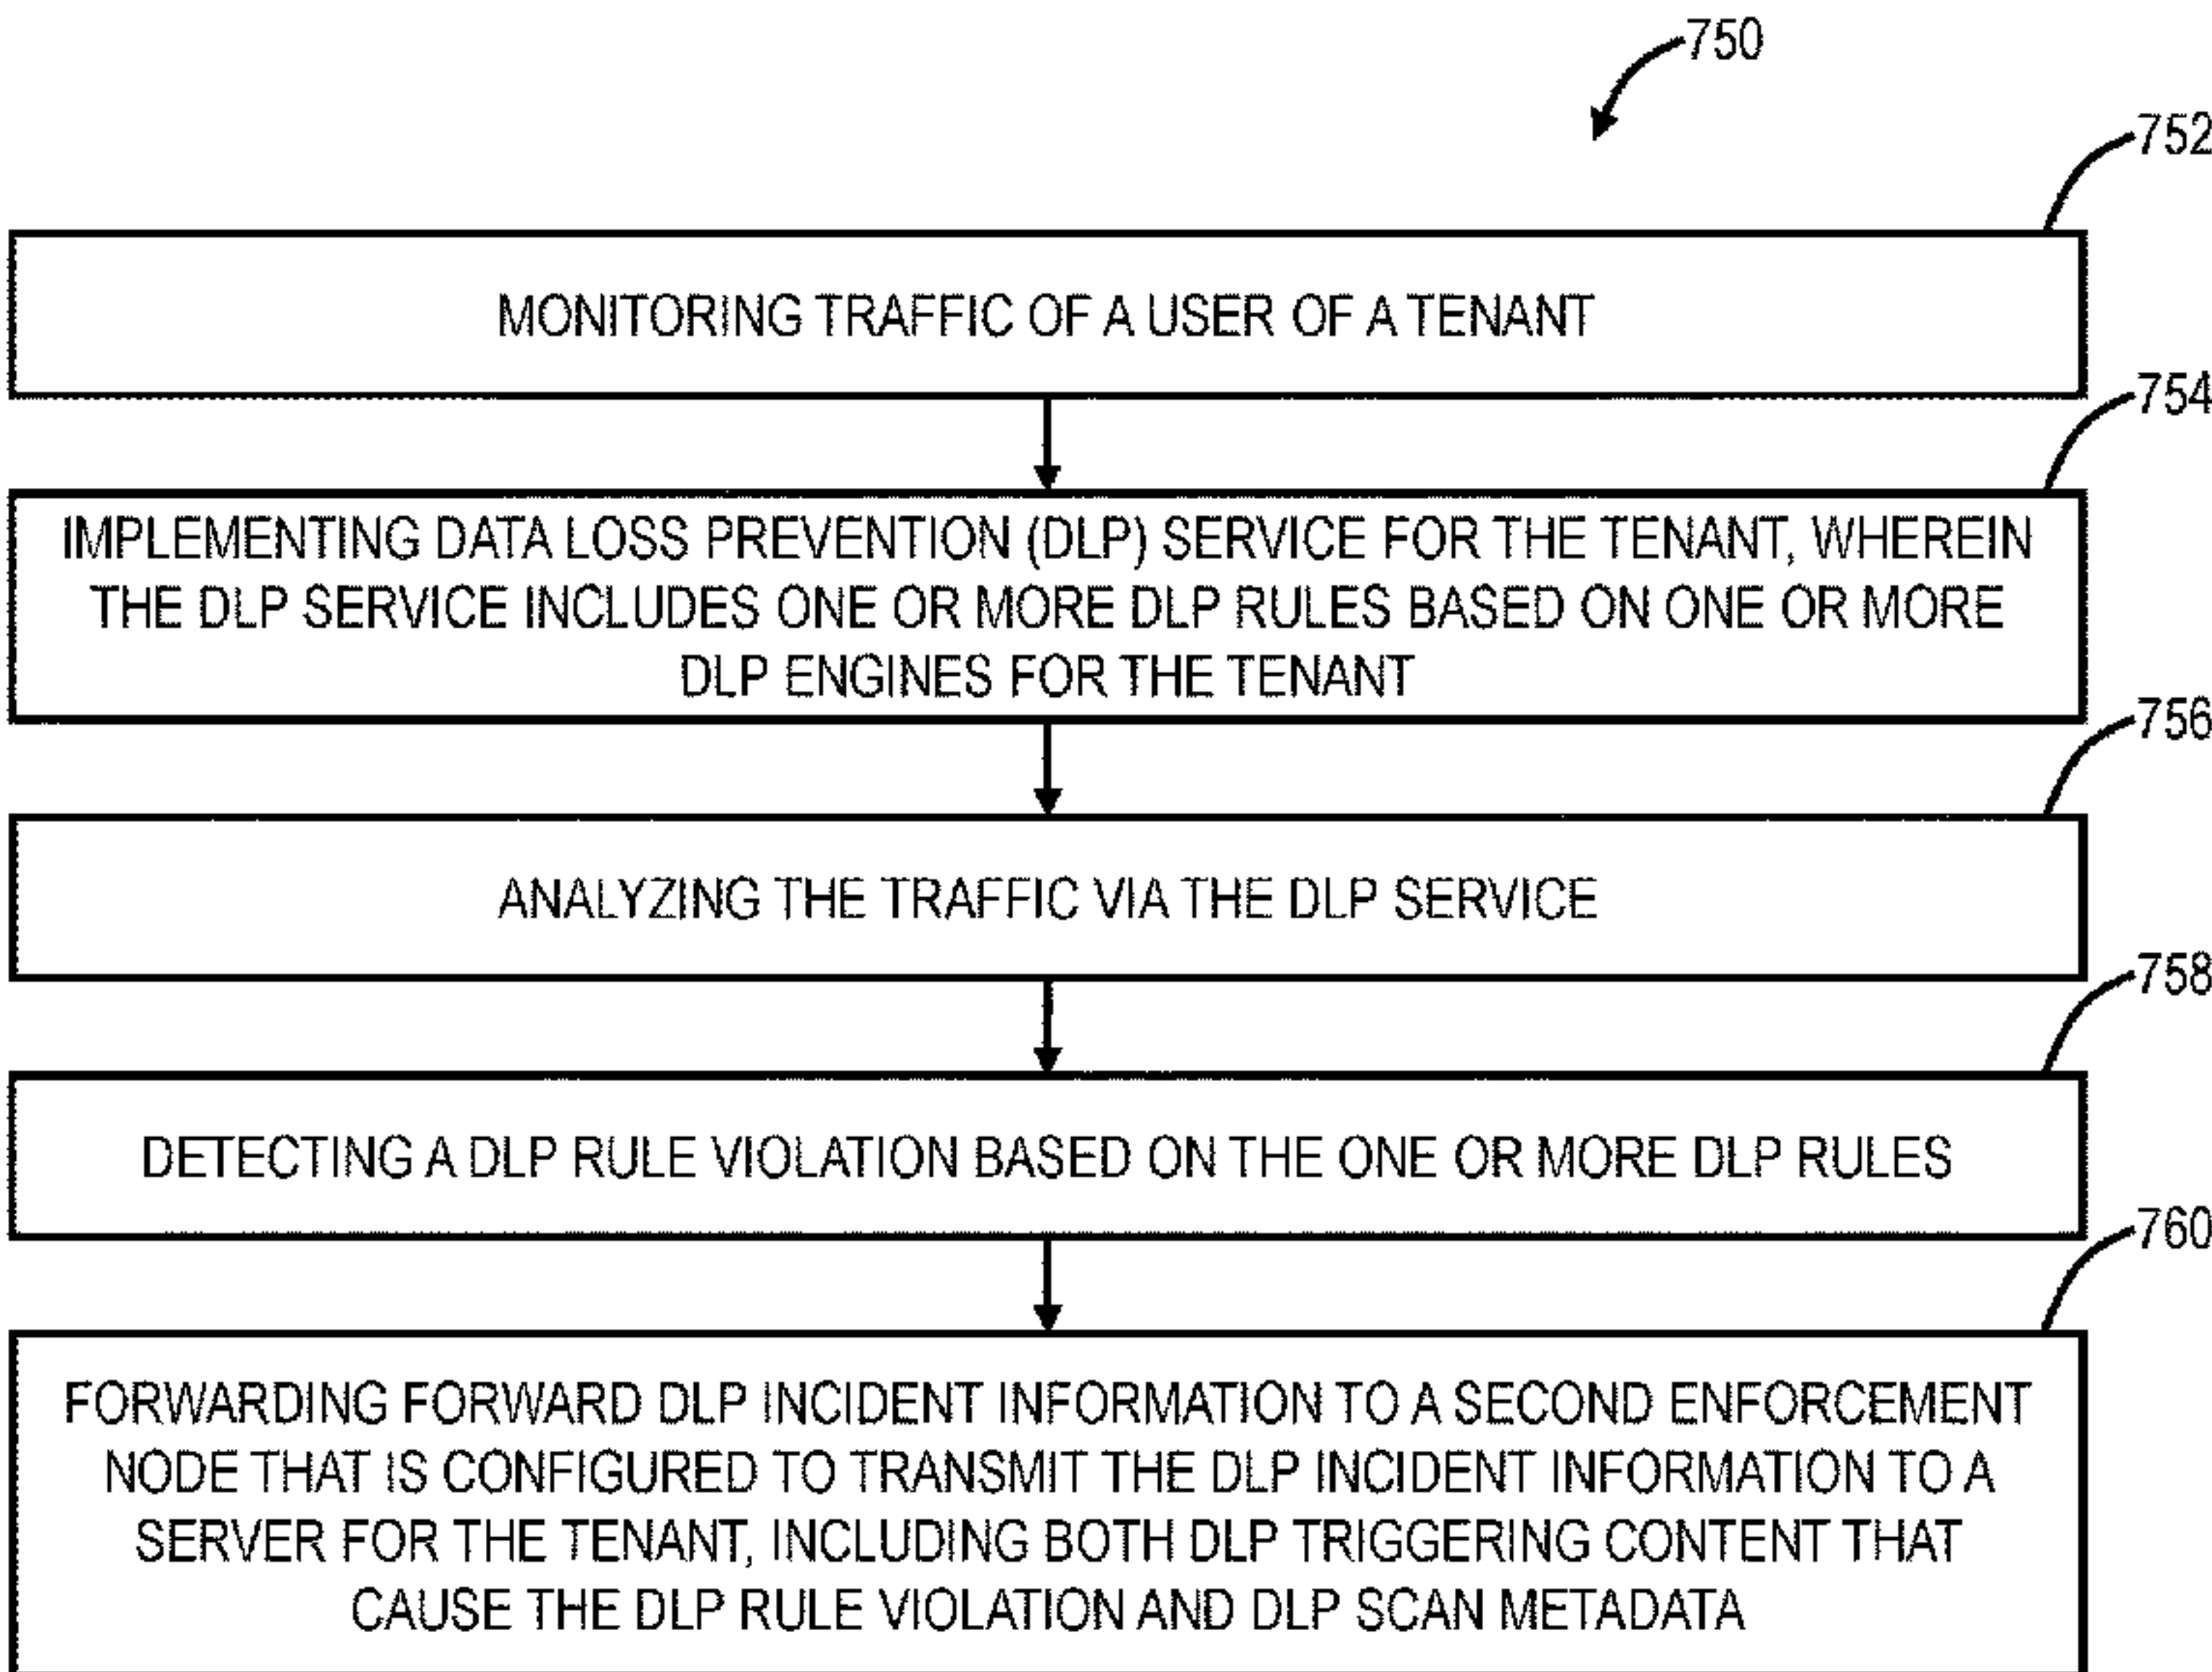 750
752
MONITORING TRAFFIC OF A USER OF A TENANT
754
IMPLEMENTING DATA LOSS PREVENTION (DLP) SERVICE FOR THE TENANT, WHEREIN
THE DLP SERVICE INCLUDES ONE OR MORE DLP RULES BASED ON ONE OR MORE
DLP ENGINES FOR THE TENANT
756
ANALYZING THE TRAFFIC VIA THE DLP SERVICE
758
DETECTING A DLP RULE VIOLATION BASED ON THE ONE OR MORE DLP RULES
760
FORWARDING FORWARD DLP INCIDENT INFORMATION TO A SECOND ENFORCEMENT
NODE THAT IS CONFIGURED TO TRANSMIT THE DLP INCIDENT INFORMATION TO A
SERVER FOR THE TENANT, INCLUDING BOTH DLP TRIGGERING CONTENT THAT
CAUSE THE DLP RULE VIOLATION AND DLP SCAN METADATA